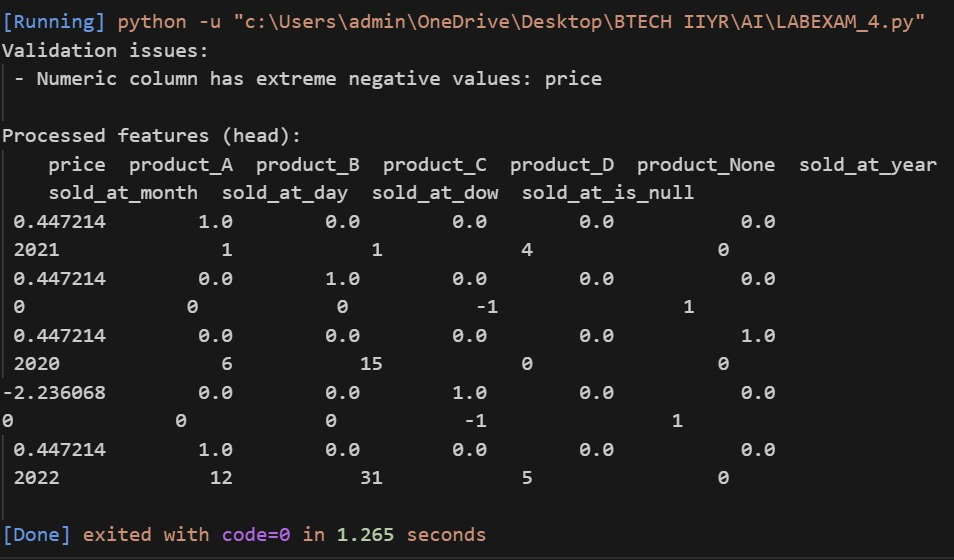 [Running] python -u "c:\Users\admin\OneDrive\Desktop\BTECH IIYR\AI\LABEXAM_4.py"
Validation issues:
 - Numeric column has extreme negative values: price
Processed features (head):
    price  product_A  product_B  product_C  product_D  product_None  sold_at_year
    sold_at_month  sold_at_day  sold_at_dow  sold_at_is_null
 0.447214        1.0        0.0        0.0        0.0           0.0
 2021              1            1            4                0
 0.447214        0.0        1.0        0.0        0.0           0.0
 0              0            0           -1                1
 0.447214        0.0        0.0        0.0        0.0           1.0
 2020              6           15            0                0
-2.236068        0.0        0.0        1.0        0.0           0.0
0              0            0           -1                1
 0.447214        1.0        0.0        0.0        0.0           0.0
 2022             12           31            5                0
[Done] exited with code=0 in 1.265 seconds